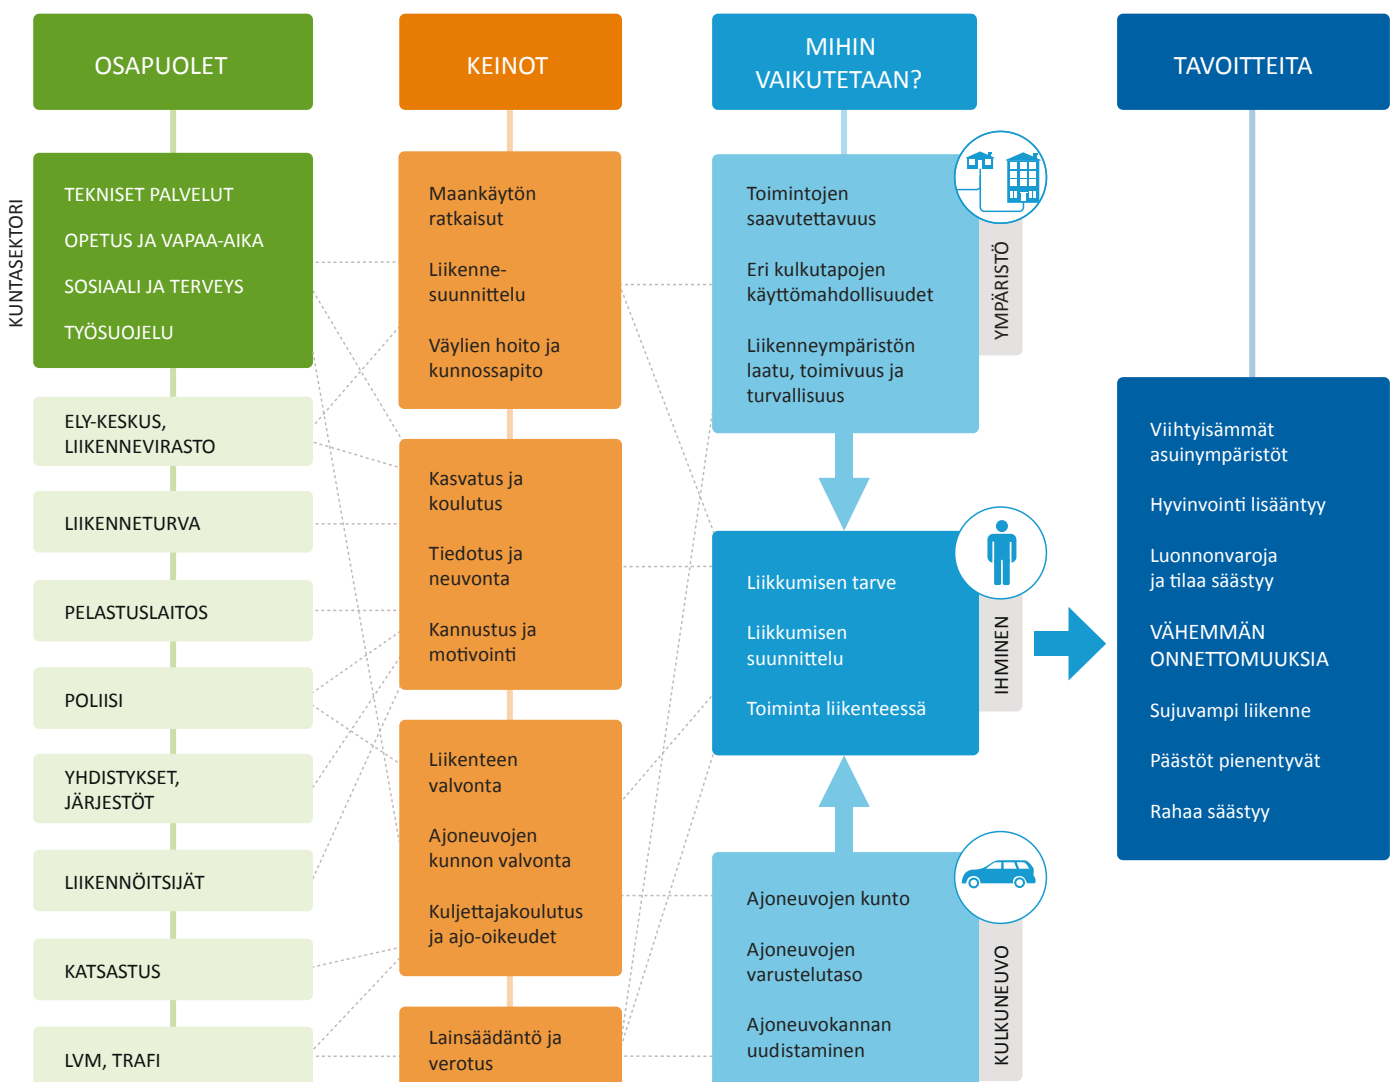 OSAPUOLET
KUNTASEKTORI
TEKNISET PALVELUT
OPETUS JA VAPAA-AIKA
SOSIAALI JA TERVEYS
TYÖSUOJELU
ELY-KESKUS,
LIIKENNEVIRASTO
LIIKENNETURVA
PELASTUSLAITOS
POLIISI
YHDISTYKSET,
JÄRJESTÖT
LIIKENNÖITSIJÄT
KATSASTUS
LVM, TRAFI
KEINOT
Maankäytön
ratkaisut
Liikenne-
suunnittelu
Väylien hoito ja
kunnossapito
Kasvatus ja
koulutus
Tiedotus ja
neuvonta
Kannustus ja
motivointi
Liikenteen
valvonta
Ajoneuvojen
kunnon valvonta
Kuljettajakoulutus
ja ajo-oikeudet
Lainsäädäntö ja
verotus
MIHIN
VAIKUTETAAN?
Toimintojen
saavutettavuus
Eri kulkutapojen
käyttömahdollisuudet
Liikenneympäristön
laatu, toimivuus ja
turvallisuus
YMPÄRISTÖ
Liikkumisen tarve
Liikkumisen
suunnittelu
Toiminta liikenteessä
IHMINEN
Ajoneuvojen kunto
Ajoneuvojen
varustelutaso
Ajoneuvokannan
uudistaminen
KULKUNEUVO
TAVOITTEITA
Viihtyisämmät
asuinympäristöt
Hyvinvointi lisääntyy
Luonnonvaroja
ja tilaa säästyy
VÄHEMMÄN
ONNETTOMUUKSIA
Sujuvampi liikenne
Päästöt pienentyvät
Rahaa säästyy